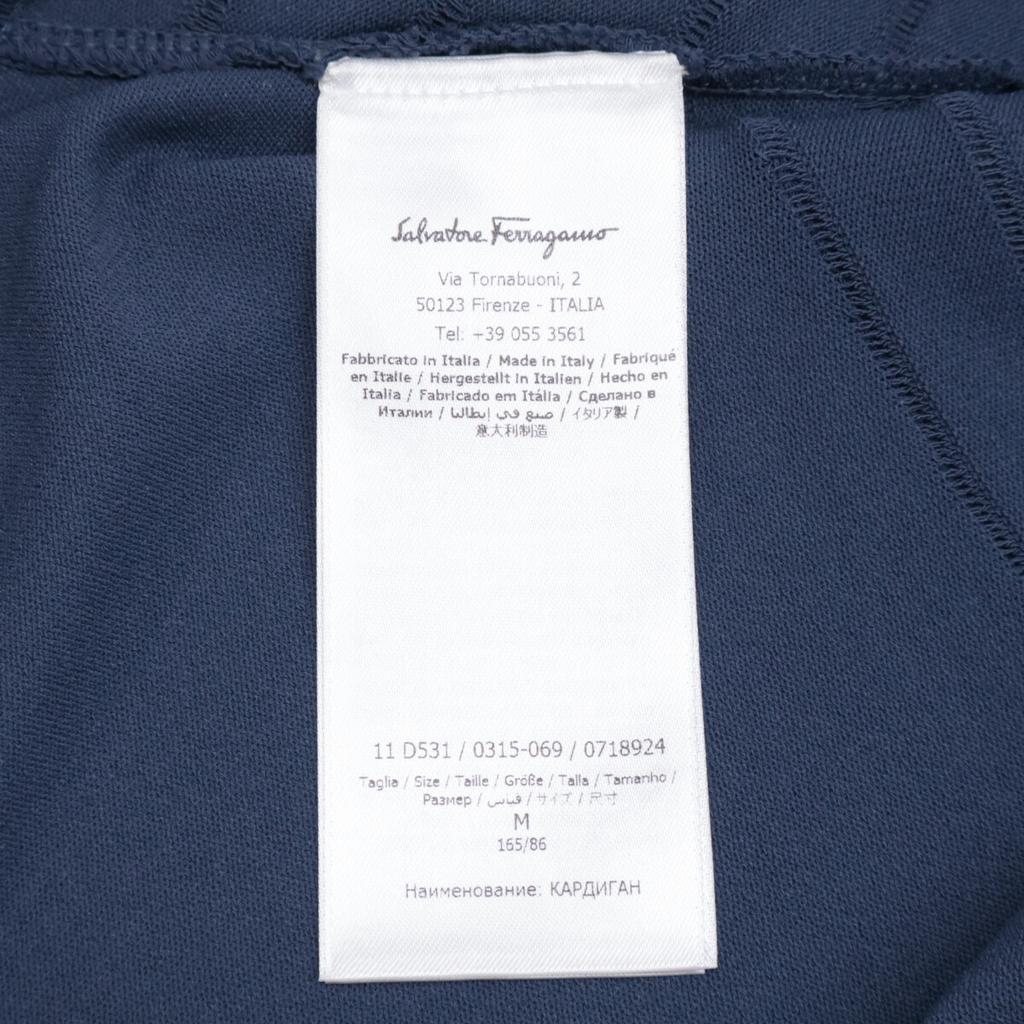 Salvatore Ferragamo
Via Tornabuoni, 2
50123 Firenze - ITALIA
Tel: +39 055 3561
Fabbricato in Italia / Made in Italy / Fabriqué
en Italie / Hergestellt in Italien / Hecho en
Italia / Fabricado em Itália / Сделано в
Италии / صنع في إيطاليا / イタリア製 /
意大利制造
11 D531 / 0315-069 / 0718924
Taglia / Size / Taille / Größe / Talla / Tamanho /
Размер / قياس / サイズ / 尺寸
M
165/86
Наименование: КАРДИГАН